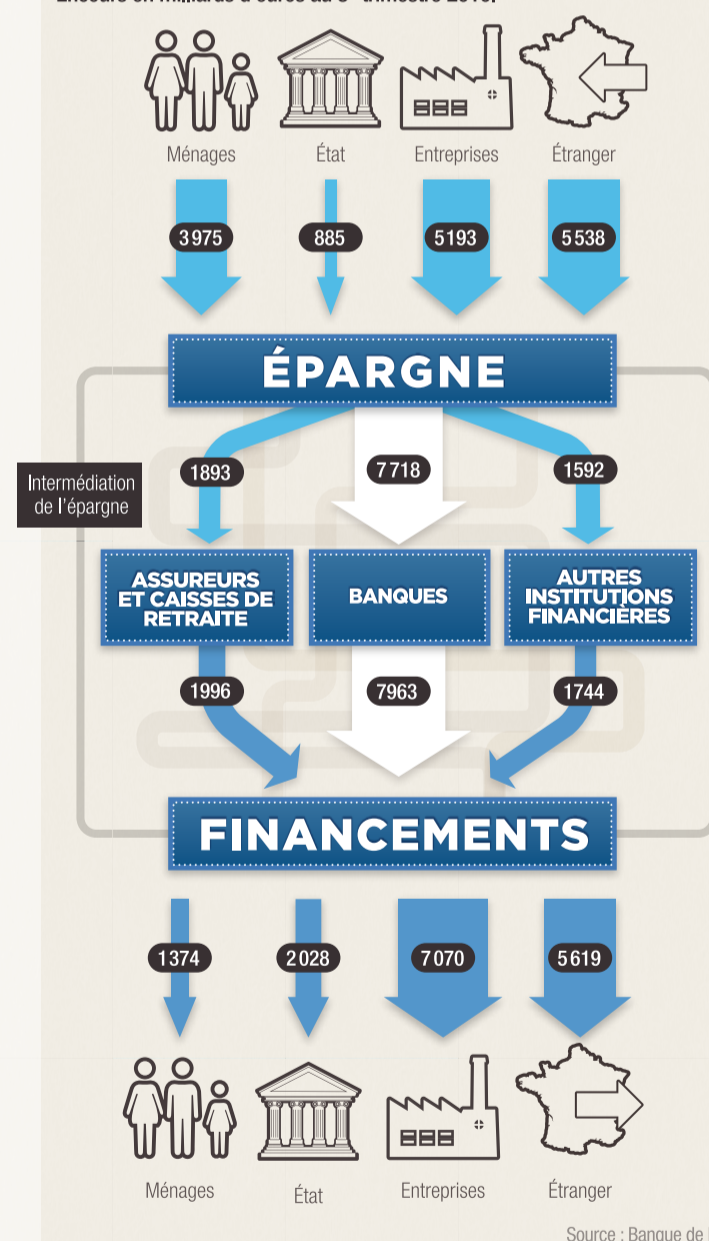 Ménages État Entreprises Étranger
3 975 885 5 193 5 538
ÉPARGNE
Intermédiation
de l'épargne
1893 7 718 1592
ASSUREURS
ET CAISSES DE
RETRAITE
BANQUES
AUTRES
INSTITUTIONS
FINANCIÈRES
1996 7963 1744
FINANCEMENTS
1 374 2 028 7 070 5 619
Ménages État Entreprises Étranger
Source : Banque de